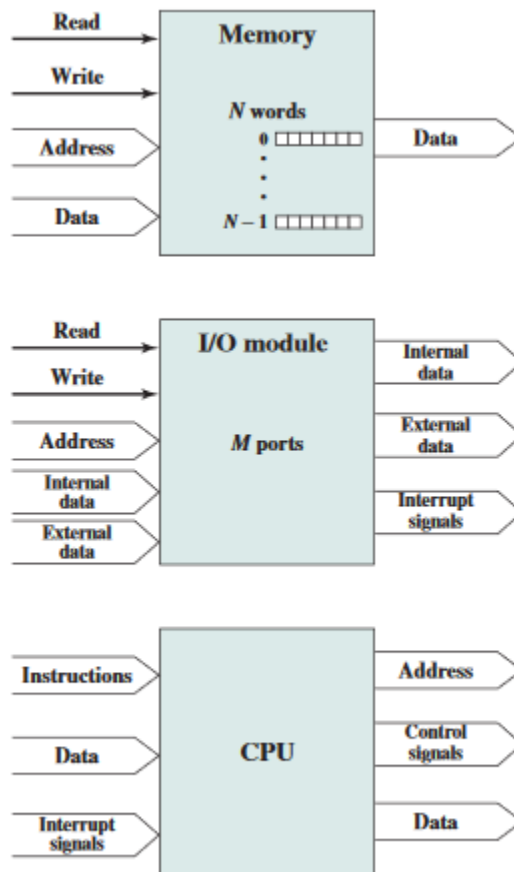 Read
Memory
Write
N words
0
Address
Data
Data
N – 1
Read
I/O module
Internal
data
Write
External
data
Address
M ports
Internal
data
Interrupt
signals
External
data
Instructions
Address
Control
signals
Data
CPU
Interrupt
signals
Data